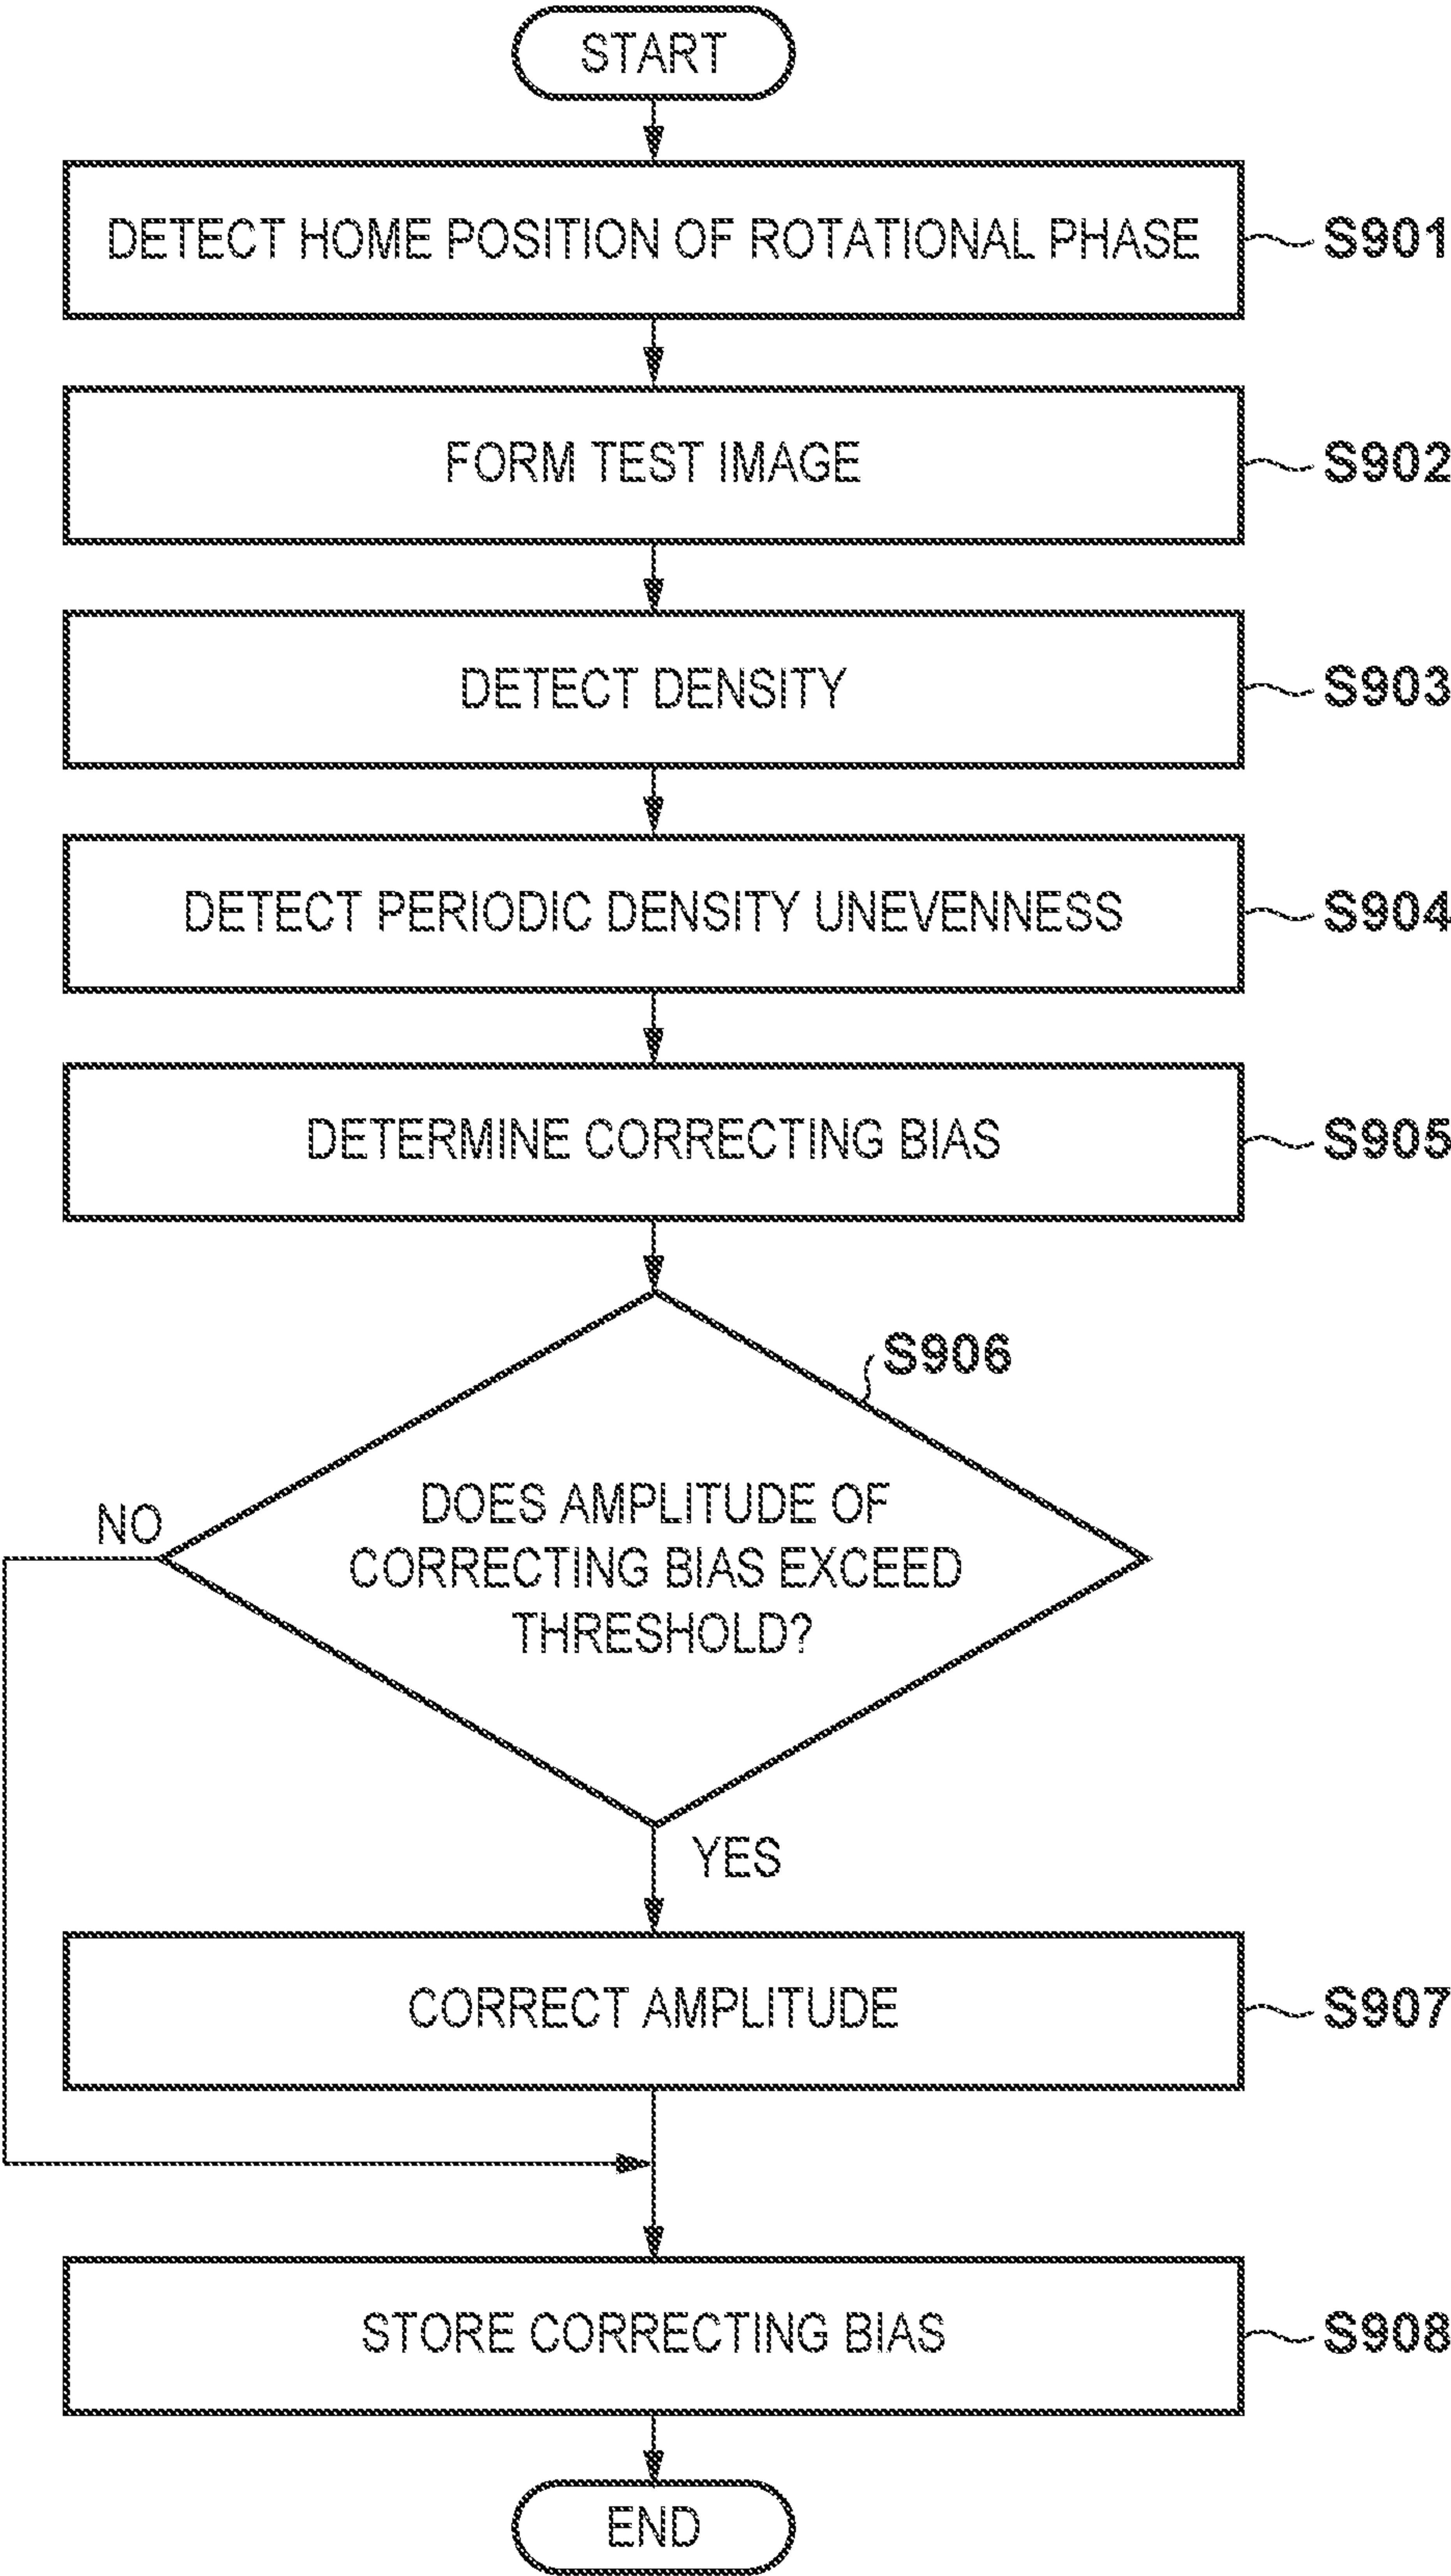 START
DETECT HOME POSITION OF ROTATIONAL PHASE
S901
FORM TEST IMAGE
S902
DETECT DENSITY
S903
DETECT PERIODIC DENSITY UNEVENNESS
S904
DETERMINE CORRECTING BIAS
S905
S906
DOES AMPLITUDE OF
CORRECTING BIAS EXCEED
THRESHOLD?
NO
YES
CORRECT AMPLITUDE
S907
STORE CORRECTING BIAS
S908
END